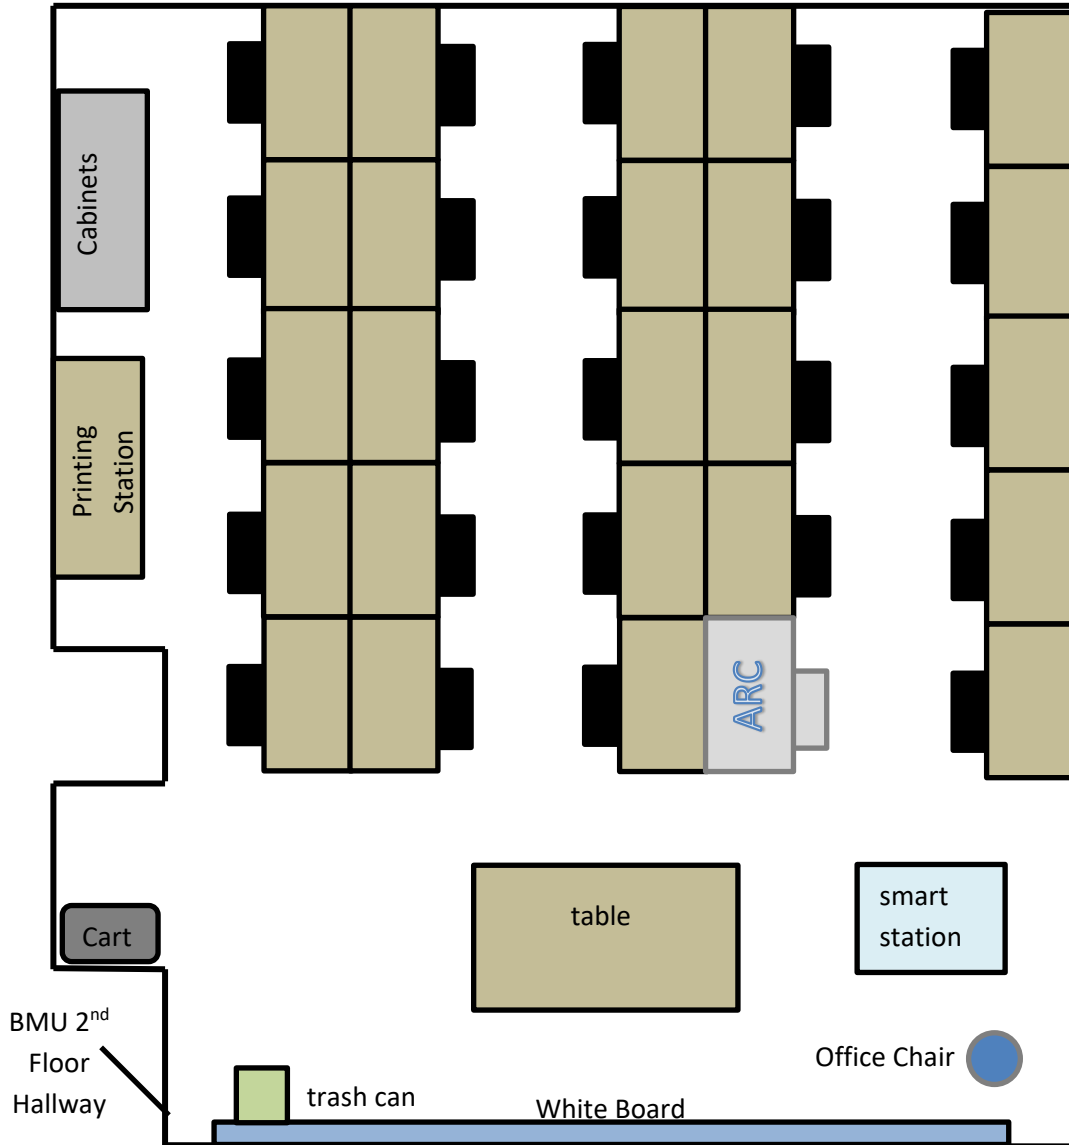 Cabinets
Printing
Station
ARC
table
smart
station
Cart
BMU 2nd
Floor
Hallway
Office Chair
trash can
White Board